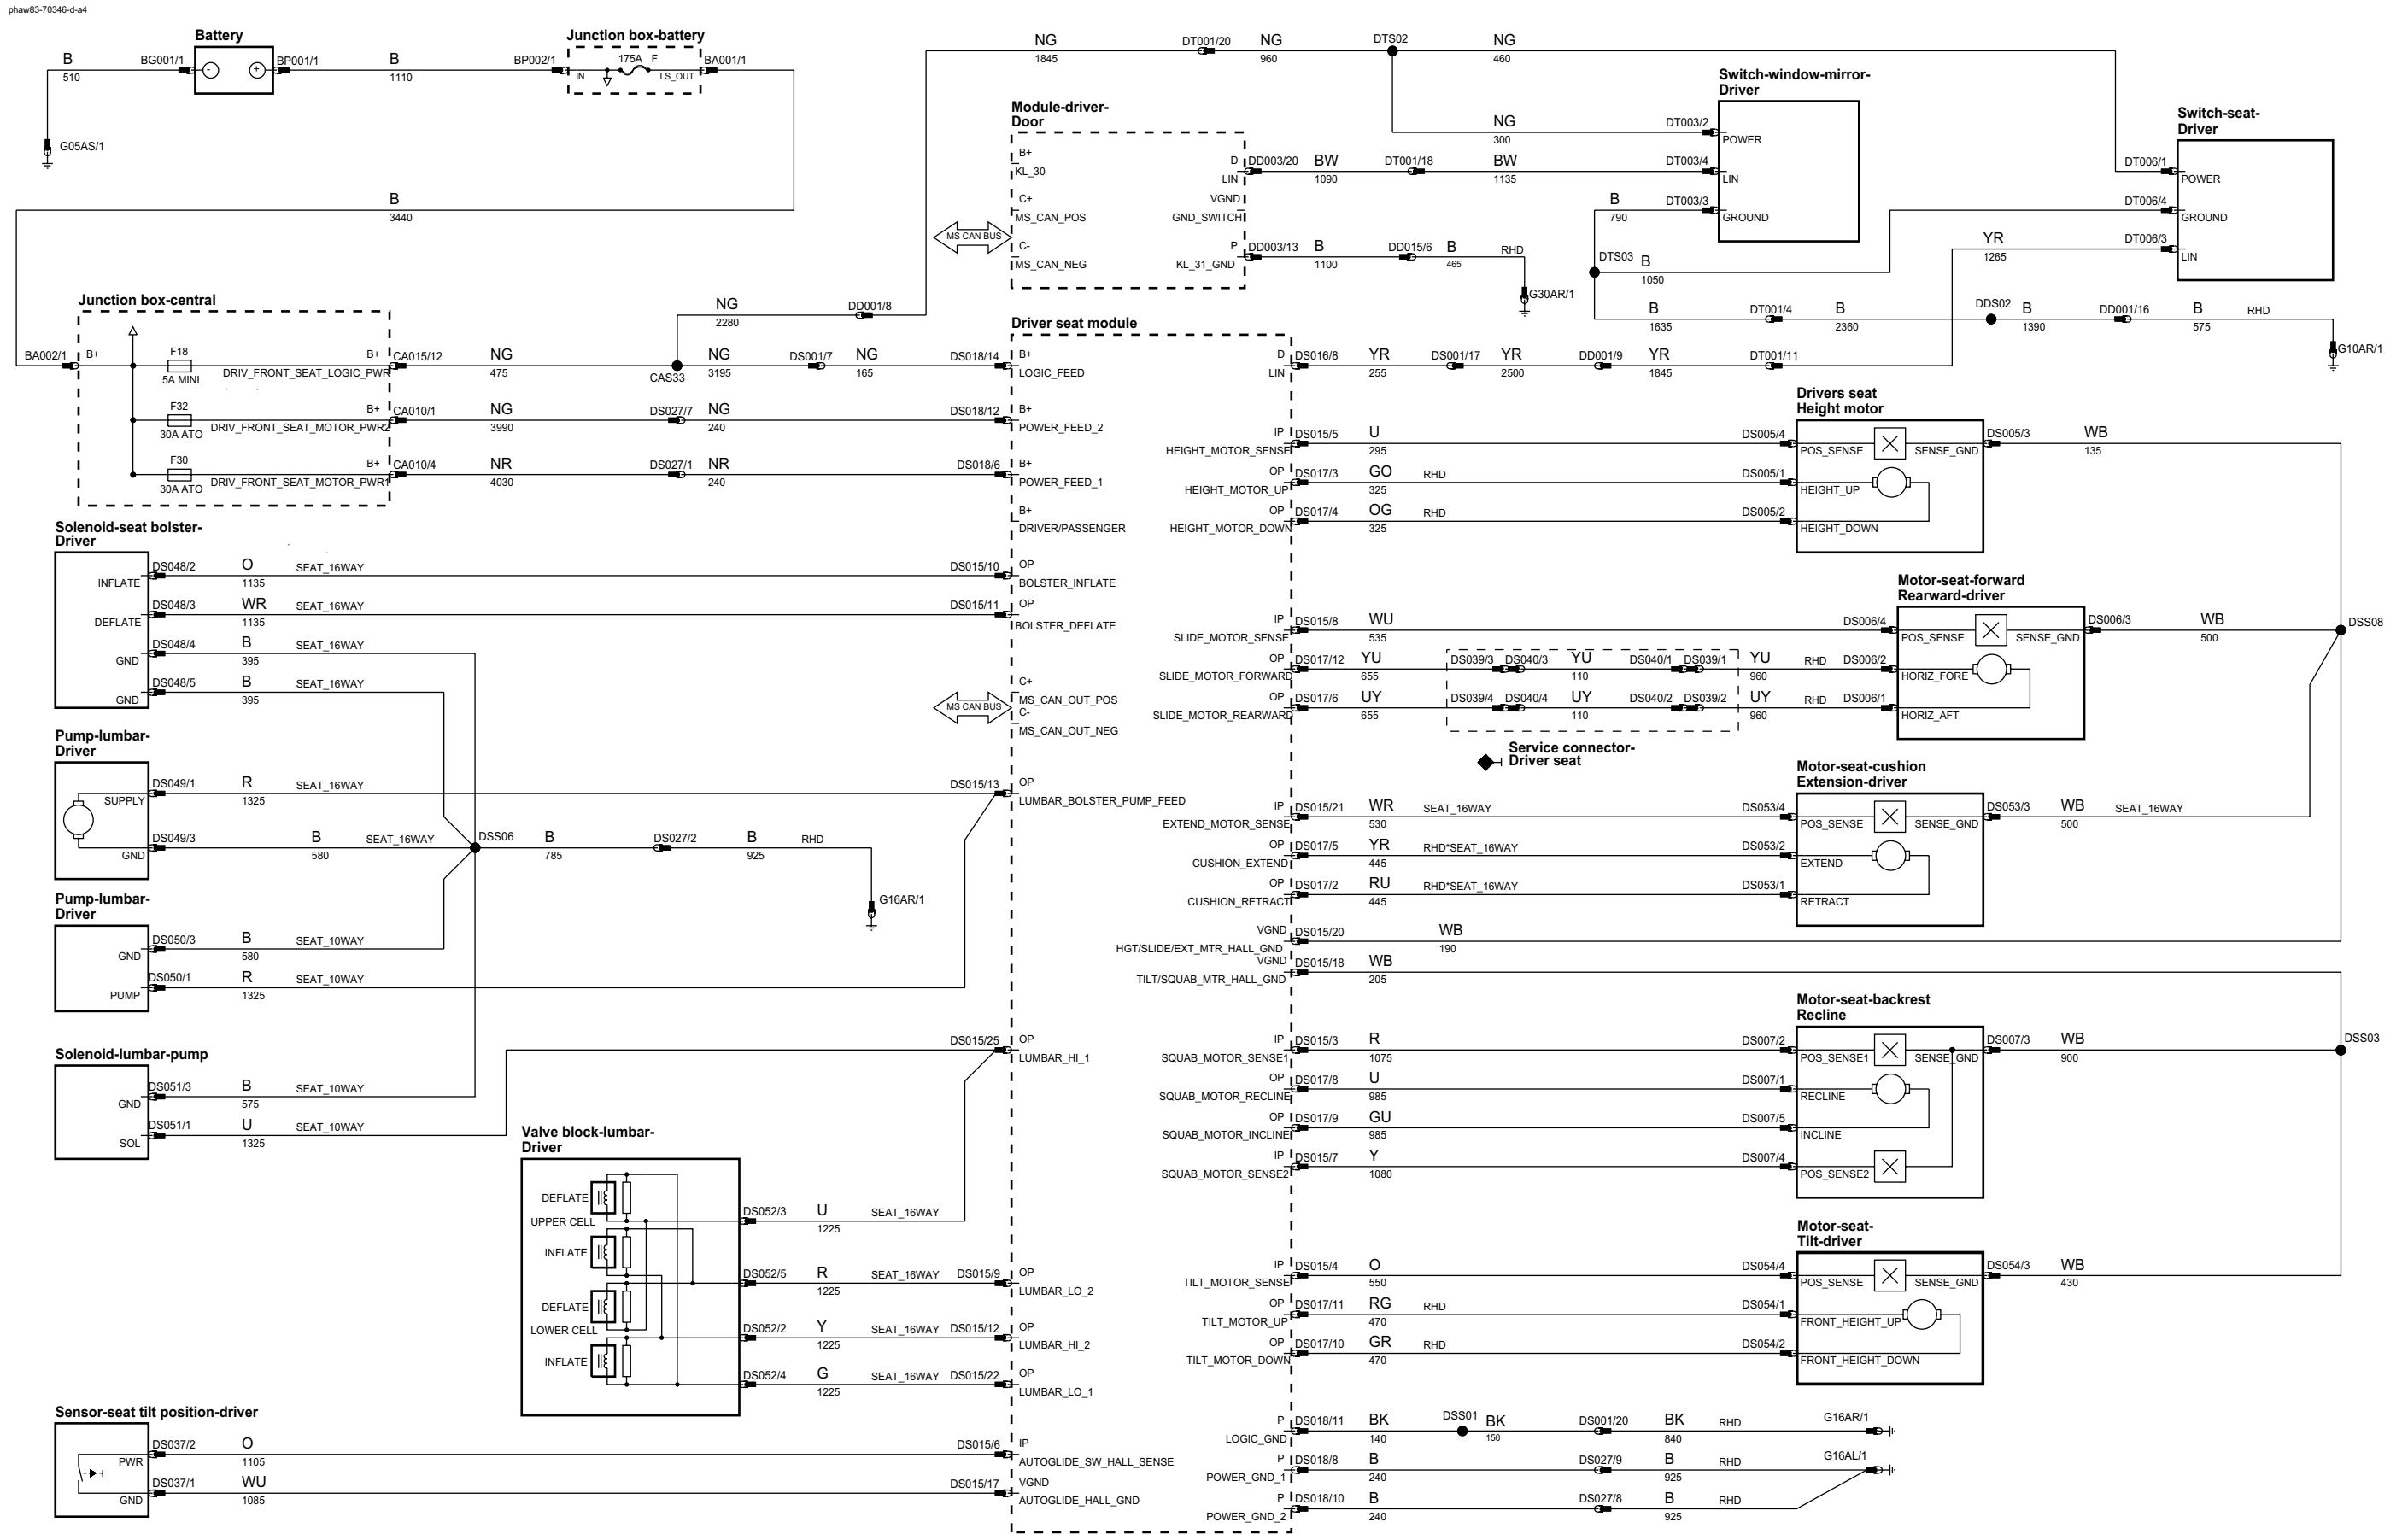 phaw83-70346-d-a4
Battery
B
510
BG001/1
-
+
BP001/1
B
1110
G05AS/1
Junction box-battery
BP002/1
175A F
IN
LS_OUT
BA001/1
B
3440
NG
1845
DT001/20
NG
960
DTS02
NG
460
Module-driver-
Door
B+
KL_30
C+
MS_CAN_POS
C-
MS_CAN_NEG
MS CAN BUS
D
LIN
VGND
GND_SWITCH
P
KL_31_GND
DD003/20
BW
1090
DT001/18
BW
1135
DD003/13
B
1100
DD015/6
B
465
RHD
G30AR/1
Switch-window-mirror-
Driver
NG
300
DT003/2
POWER
DT003/4
LIN
B
790
DT003/3
GROUND
Switch-seat-
Driver
DT006/1
POWER
DT006/4
GROUND
YR
1265
DT006/3
LIN
DTS03
B
1050
B
1635
DT001/4
B
2360
DDS02
B
1390
DD001/16
B
575
RHD
G10AR/1
Junction box-central
BA002/1
B+
F18
5A MINI
B+
DRIV_FRONT_SEAT_LOGIC_PWR
F32
30A ATO
B+
DRIV_FRONT_SEAT_MOTOR_PWR2
F30
30A ATO
B+
DRIV_FRONT_SEAT_MOTOR_PWR1
NG
2280
DD001/8
CA015/12
NG
475
CAS33
NG
3195
DS001/7
NG
165
DS018/14
CA010/1
NG
3990
DS027/7
NG
240
DS018/12
CA010/4
NR
4030
DS027/1
NR
240
DS018/6
Driver seat module
B+
LOGIC_FEED
B+
POWER_FEED_2
B+
POWER_FEED_1
B+
DRIVER/PASSENGER
D
LIN
DS016/8
YR
255
DS001/17
YR
2500
DD001/9
YR
1845
DT001/11
Drivers seat
Height motor
IP
HEIGHT_MOTOR_SENSE
DS015/5
U
295
DS005/4
POS_SENSE
SENSE_GND
DS005/3
WB
135
OP
HEIGHT_MOTOR_UP
DS017/3
GO
325
RHD
DS005/1
HEIGHT_UP
OP
HEIGHT_MOTOR_DOWN
DS017/4
OG
325
RHD
DS005/2
HEIGHT_DOWN
Solenoid-seat bolster-
Driver
INFLATE
DS048/2
O
1135
SEAT_16WAY
DS015/10
OP
BOLSTER_INFLATE
DEFLATE
DS048/3
WR
1135
SEAT_16WAY
DS015/11
OP
BOLSTER_DEFLATE
GND
DS048/4
B
395
SEAT_16WAY
GND
DS048/5
B
395
SEAT_16WAY
Motor-seat-forward
Rearward-driver
IP
SLIDE_MOTOR_SENSE
DS015/8
WU
535
DS006/4
POS_SENSE
SENSE_GND
DS006/3
WB
500
DSS08
OP
SLIDE_MOTOR_FORWARD
DS017/12
YU
655
DS039/3
DS040/3
YU
110
DS040/1
DS039/1
YU
960
RHD
DS006/2
HORIZ_FORE
OP
SLIDE_MOTOR_REARWARD
DS017/6
UY
655
DS039/4
DS040/4
UY
110
DS040/2
DS039/2
UY
960
RHD
DS006/1
HORIZ_AFT
Service connector-
Driver seat
MS CAN BUS
C+
MS_CAN_OUT_POS
C-
MS_CAN_OUT_NEG
Pump-lumbar-
Driver
SUPPLY
DS049/1
R
1325
SEAT_16WAY
DS015/13
OP
LUMBAR_BOLSTER_PUMP_FEED
GND
DS049/3
B
580
SEAT_16WAY
DSS06
B
785
DS027/2
B
925
RHD
G16AR/1
Motor-seat-cushion
Extension-driver
IP
EXTEND_MOTOR_SENSE
DS015/21
WR
530
SEAT_16WAY
DS053/4
POS_SENSE
SENSE_GND
DS053/3
WB
500
SEAT_16WAY
OP
CUSHION_EXTEND
DS017/5
YR
445
RHD*SEAT_16WAY
DS053/2
EXTEND
OP
CUSHION_RETRACT
DS017/2
RU
445
RHD*SEAT_16WAY
DS053/1
RETRACT
Pump-lumbar-
Driver
GND
DS050/3
B
580
SEAT_10WAY
PUMP
DS050/1
R
1325
SEAT_10WAY
VGND
HGT/SLIDE/EXT_MTR_HALL_GND
DS015/20
WB
190
VGND
TILT/SQUAB_MTR_HALL_GND
DS015/18
WB
205
Solenoid-lumbar-pump
GND
DS051/3
B
575
SEAT_10WAY
SOL
DS051/1
U
1325
SEAT_10WAY
DS015/25
OP
LUMBAR_HI_1
Motor-seat-backrest
Recline
IP
SQUAB_MOTOR_SENSE1
DS015/3
R
1075
DS007/2
POS_SENSE1
SENSE_GND
DS007/3
WB
900
DSS03
OP
SQUAB_MOTOR_RECLINE
DS017/8
U
985
DS007/1
RECLINE
OP
SQUAB_MOTOR_INCLINE
DS017/9
GU
985
DS007/5
INCLINE
IP
SQUAB_MOTOR_SENSE2
DS015/7
Y
1080
DS007/4
POS_SENSE2
Valve block-lumbar-
Driver
DEFLATE
UPPER CELL
INFLATE
DEFLATE
LOWER CELL
INFLATE
DS052/3
U
1225
SEAT_16WAY
DS052/5
R
1225
SEAT_16WAY
DS015/9
OP
LUMBAR_LO_2
DS052/2
Y
1225
SEAT_16WAY
DS015/12
OP
LUMBAR_HI_2
DS052/4
G
1225
SEAT_16WAY
DS015/22
OP
LUMBAR_LO_1
Motor-seat-
Tilt-driver
IP
TILT_MOTOR_SENSE
DS015/4
O
550
DS054/4
POS_SENSE
SENSE_GND
DS054/3
WB
430
OP
TILT_MOTOR_UP
DS017/11
RG
470
RHD
DS054/1
FRONT_HEIGHT_UP
OP
TILT_MOTOR_DOWN
DS017/10
GR
470
RHD
DS054/2
FRONT_HEIGHT_DOWN
Sensor-seat tilt position-driver
PWR
DS037/2
O
1105
DS015/6
IP
AUTOGLIDE_SW_HALL_SENSE
GND
DS037/1
WU
1085
DS015/17
VGND
AUTOGLIDE_HALL_GND
P
LOGIC_GND
DS018/11
BK
140
DSS01
BK
150
DS001/20
BK
840
RHD
G16AR/1
P
POWER_GND_1
DS018/8
B
240
DS027/9
B
925
RHD
G16AL/1
P
POWER_GND_2
DS018/10
B
240
DS027/8
B
925
RHD